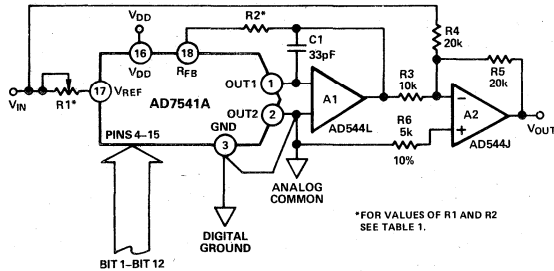 R2*
C1
33pF
R4
20k
VDD
16
VDD
18
RFB
R5
20k
17
VREF
OUT1
1
R3
10k
VIN
R1*
AD7541A
OUT2
2
A1
AD544L
A2
AD544J
VOUT
PINS 4–15
GND
3
R6
5k
10%
ANALOG
COMMON
DIGITAL
GROUND
*FOR VALUES OF R1 AND R2
SEE TABLE 1.
BIT 1–BIT 12
–
+